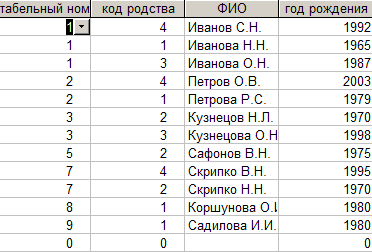 табельный ном код родства ФИО год рождения
1 4 Иванов С.Н. 1992
1 1 Иванова Н.Н. 1965
1 3 Иванова О.Н. 1987
2 4 Петров О.В. 2003
2 1 Петрова Р.С. 1979
3 2 Кузнецов Н.Л. 1970
3 3 Кузнецова О.Н 1998
5 2 Сафонов В.Н. 1975
7 4 Скрипко В.Н. 1995
7 2 Скрипко Н.Н. 1970
8 1 Коршунова О.И 1980
9 1 Садилова И.И. 1980
0 0 0